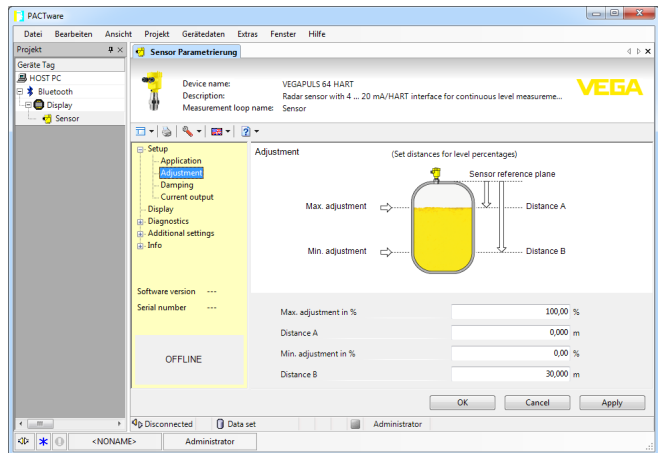 PACTware
Datei Bearbeiten Ansicht Projekt Gerätedaten Extras Fenster Hilfe
Projekt
Geräte Tag
HOST PC
Bluetooth
Display
Sensor
Sensor Parametrierung
Device name: VEGAPULS 64 HART
Description: Radar sensor with 4 ... 20 mA/HART interface for continuous level measureme...
Measurement loop name: Sensor
VEGA
Setup
Application
Adjustment
Damping
Current output
Display
Diagnostics
Additional settings
Info
Software version ---
Serial number ---
OFFLINE
Adjustment
(Set distances for level percentages)
Sensor reference plane
Max. adjustment
Distance A
Min. adjustment
Distance B
Max. adjustment in % 100,00 %
Distance A 0,000 m
Min. adjustment in % 0,00 %
Distance B 30,000 m
OK Cancel Apply
Disconnected Data set Administrator
<NONAME> Administrator